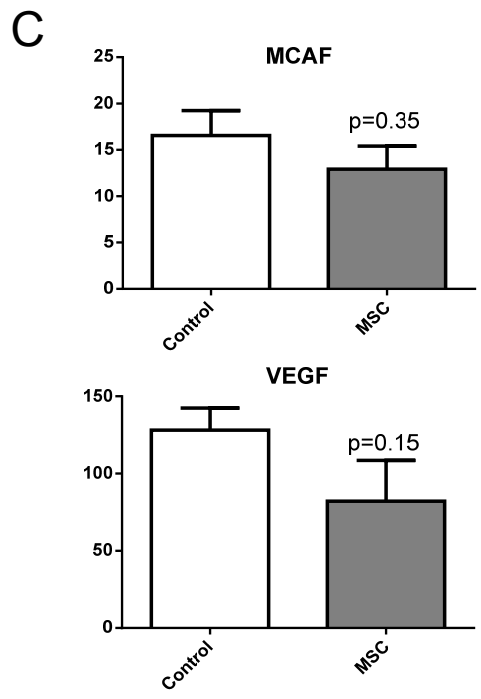 C
MCAF
25
20
15
10
5
0
p=0.35
Control
MSC
VEGF
150
100
50
0
p=0.15
Control
MSC